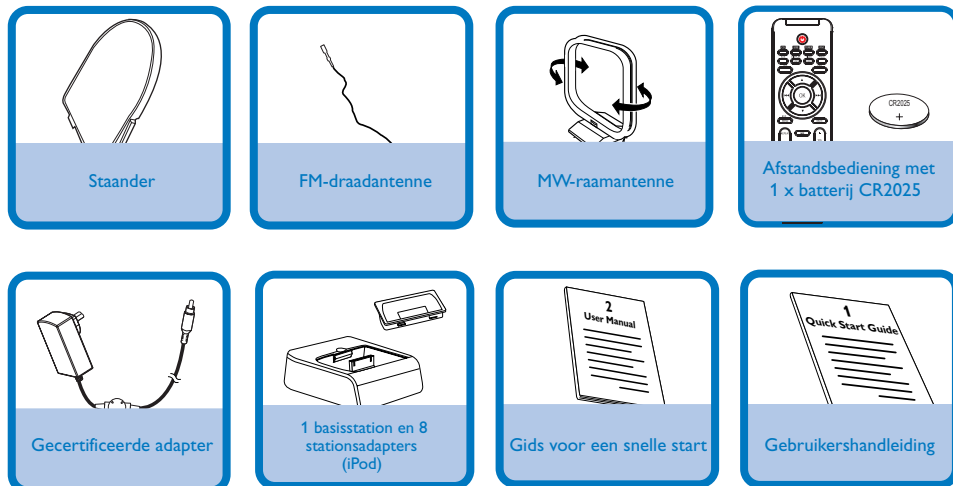 OK
CR2025
+
Staander
FM-draadantenne
MW-raamantenne
Afstandsbediening met
1 x batterij CR2025
2
User Manual
1
Quick Start Guide
Gecertificeerde adapter
1 basisstation en 8
stationsadapters
(iPod)
Gids voor een snelle start
Gebruikershandleiding